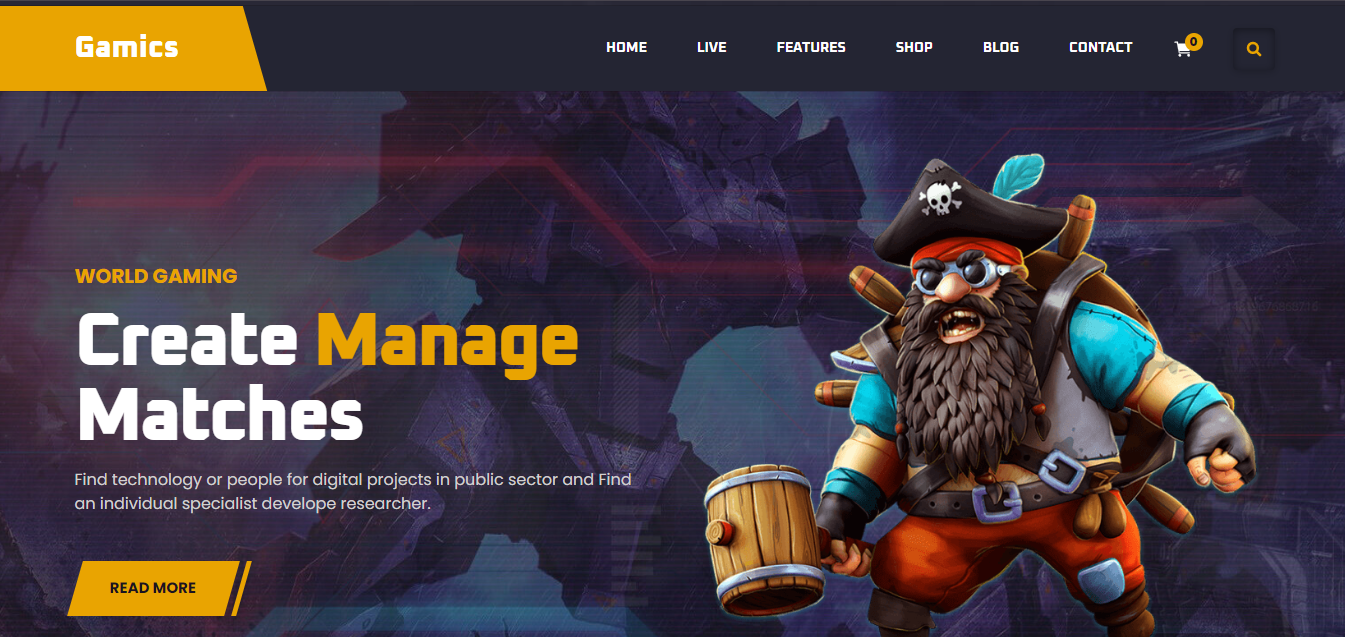 Gamics
HOME LIVE FEATURES SHOP BLOG CONTACT 0
WORLD GAMING
Create Manage
Matches
Find technology or people for digital projects in public sector and Find
an individual specialist develope researcher.
READ MORE